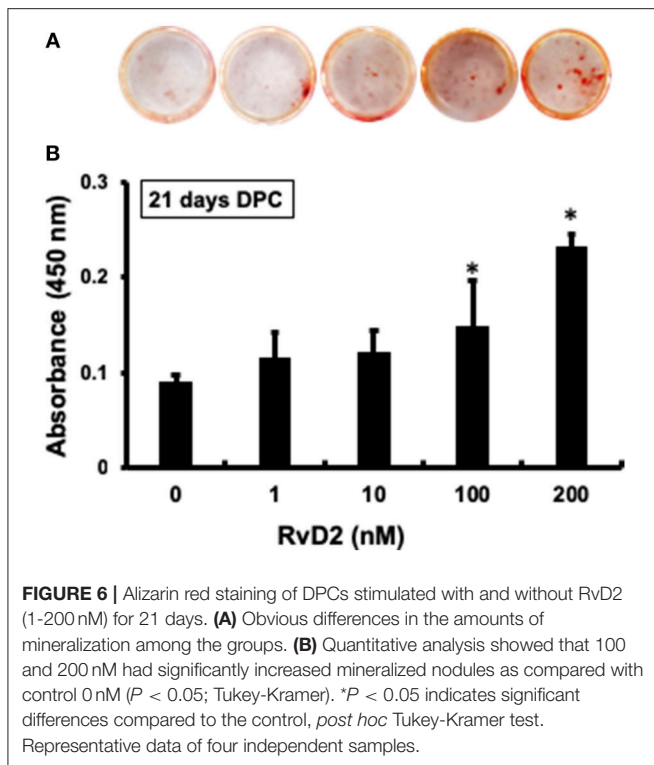 A
B
0.3
21 days DPC
*
*
0.2
0.1
0
Absorbance (450 nm)
0 1 10 100 200
RvD2 (nM)
FIGURE 6 | Alizarin red staining of DPCs stimulated with and without RvD2
(1-200 nM) for 21 days. (A) Obvious differences in the amounts of
mineralization among the groups. (B) Quantitative analysis showed that 100
and 200 nM had significantly increased mineralized nodules as compared with
control 0 nM (P < 0.05; Tukey-Kramer). *P < 0.05 indicates significant
differences compared to the control, post hoc Tukey-Kramer test.
Representative data of four independent samples.